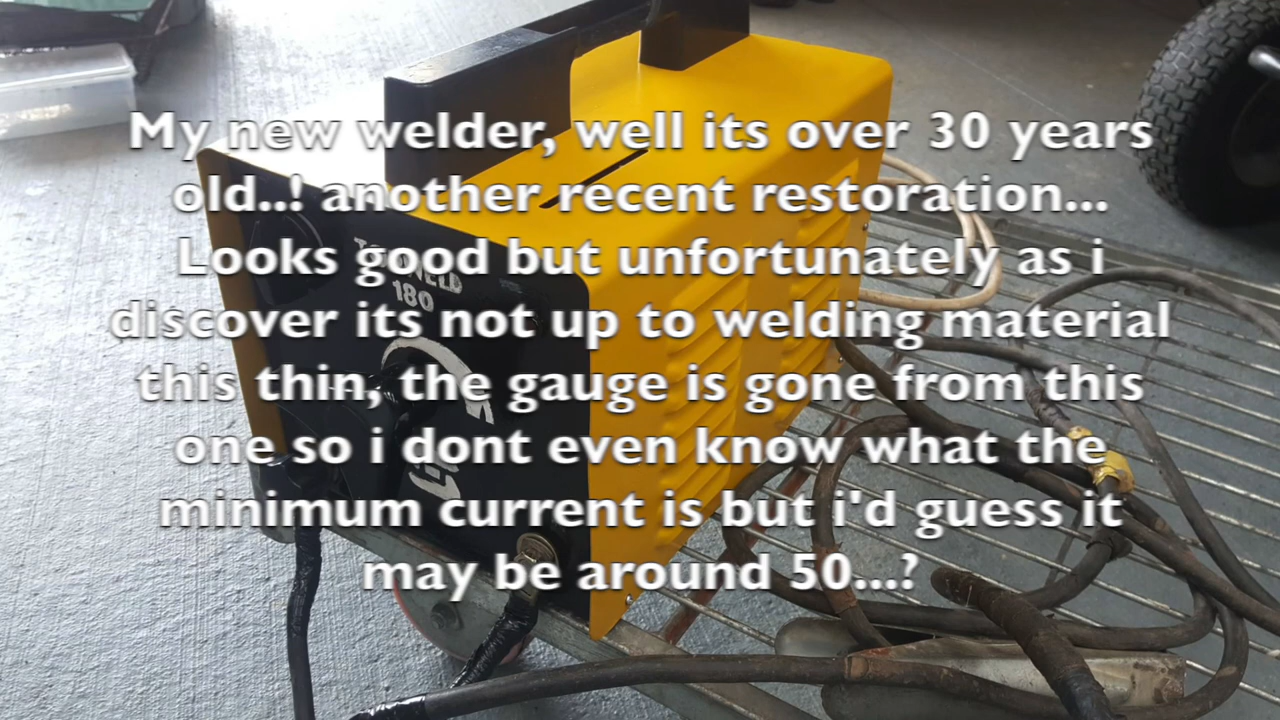 My new welder, well its over 30 years
old..! another recent restoration...
Looks good but unfortunately as i
discover its not up to welding material
this thin, the gauge is gone from this
one so i dont even know what the
minimum current is but i'd guess it
may be around 50...?
180